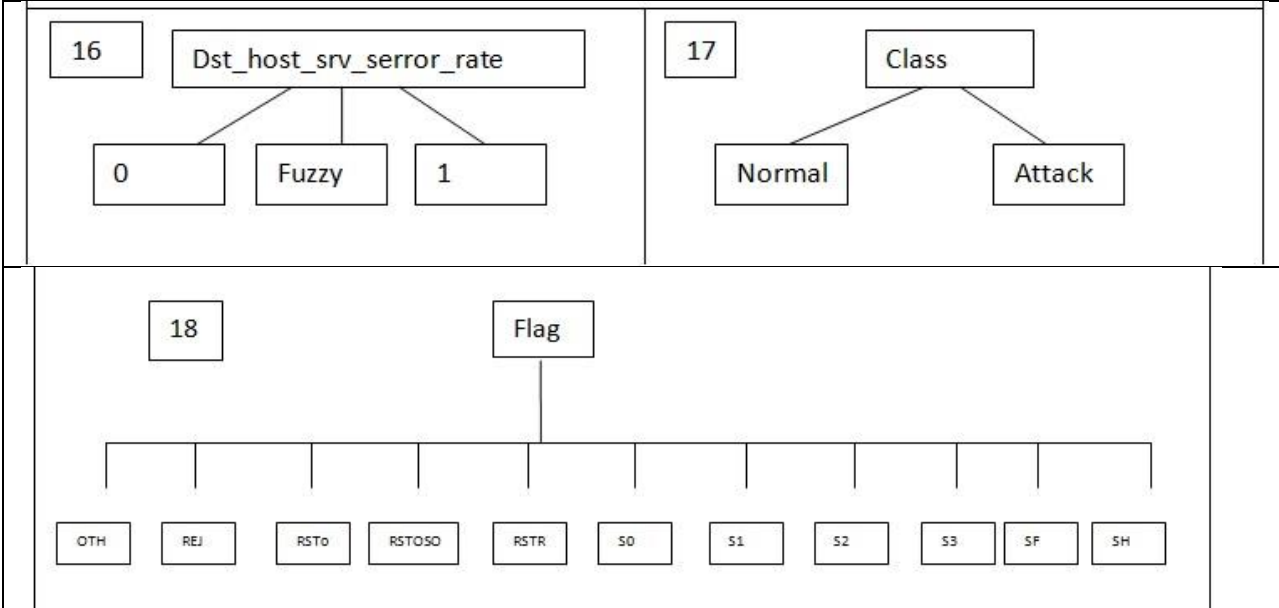 16
Dst_host_srv_serror_rate
0
Fuzzy
1
17
Class
Normal
Attack
18
Flag
OTH
REJ
RSTo
RSTOSO
RSTR
S0
S1
S2
S3
SF
SH